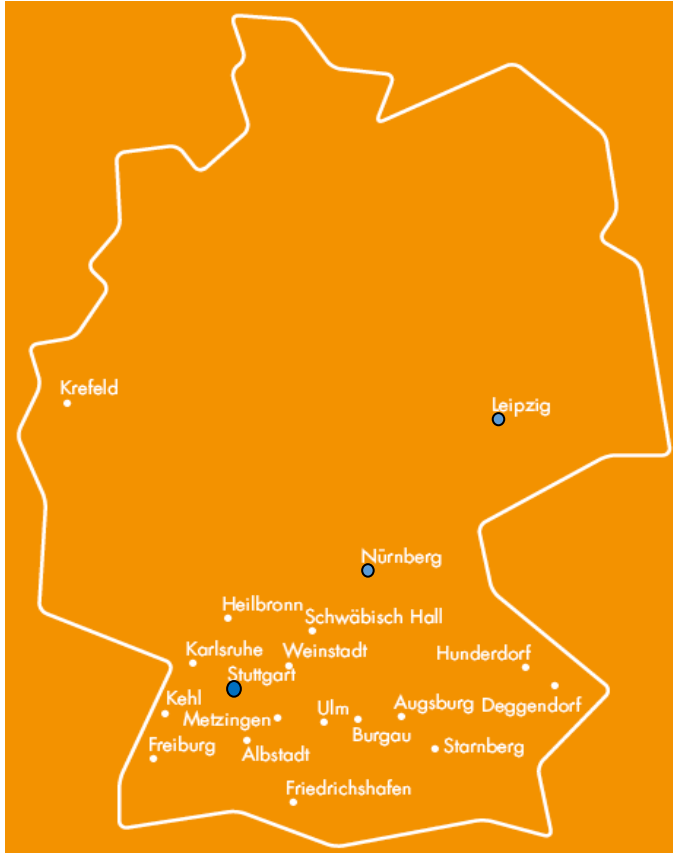 Krefeld
Leipzig
Nürnberg
Heilbronn
Schwäbisch Hall
Karlsruhe
Weinstadt
Hunderdorf
Stuttgart
Kehl
Metzingen
Ulm
Augsburg
Deggendorf
Burgau
Freiburg
Albstadt
Starnberg
Friedrichshafen